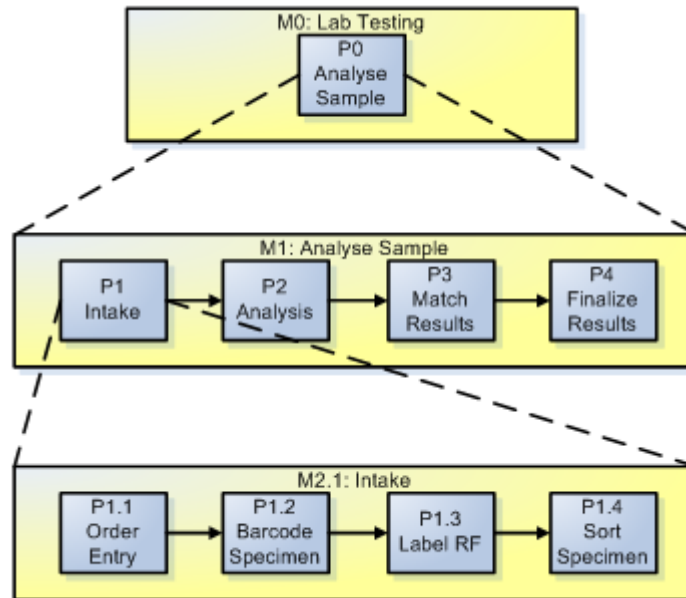 M0: Lab Testing
P0
Analyse
Sample
M1: Analyse Sample
P1
Intake
P2
Analysis
P3
Match
Results
P4
Finalize
Results
M2.1: Intake
P1.1
Order
Entry
P1.2
Barcode
Specimen
P1.3
Label RF
P1.4
Sort
Specimen